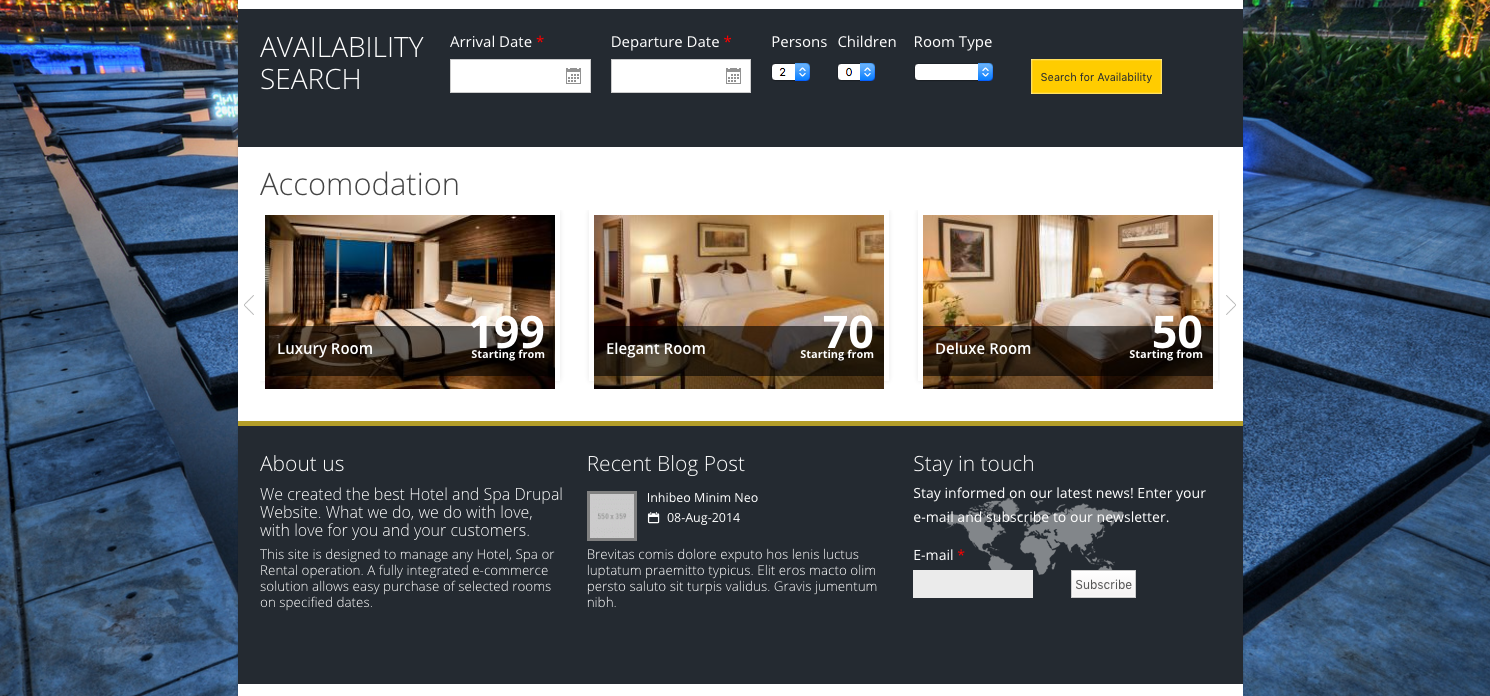 AVAILABILITY
SEARCH
Arrival Date *
Departure Date *
Persons
Children
Room Type
2
0
Search for Availability
Accomodation
Luxury Room
199
Starting from
Elegant Room
70
Starting from
Deluxe Room
50
Starting from
About us
We created the best Hotel and Spa Drupal
Website. What we do, we do with love,
with love for you and your customers.
This site is designed to manage any Hotel, Spa or
Rental operation. A fully integrated e-commerce
solution allows easy purchase of selected rooms
on specified dates.
Recent Blog Post
550 x 359
Inhibeo Minim Neo
08-Aug-2014
Brevitas comis dolore exputo hos lenis luctus
luptatum praemitto typicus. Elit eros macto olim
persto saluto sit turpis validus. Gravis jumentum
nibh.
Stay in touch
Stay informed on our latest news! Enter your
e-mail and subscribe to our newsletter.
E-mail *
Subscribe